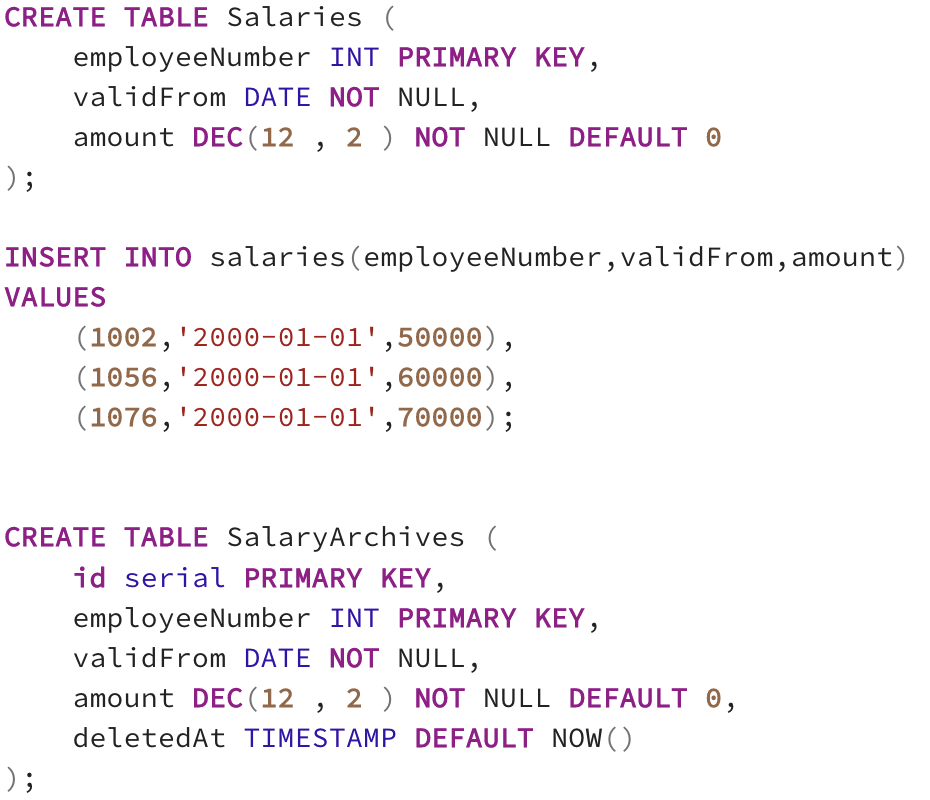 CREATE TABLE Salaries (
    employeeNumber INT PRIMARY KEY,
    validFrom DATE NOT NULL,
    amount DEC(12 , 2 ) NOT NULL DEFAULT 0
);
INSERT INTO salaries(employeeNumber,validFrom,amount)
VALUES
    (1002,'2000-01-01',50000),
    (1056,'2000-01-01',60000),
    (1076,'2000-01-01',70000);
CREATE TABLE SalaryArchives (
    id serial PRIMARY KEY,
    employeeNumber INT PRIMARY KEY,
    validFrom DATE NOT NULL,
    amount DEC(12 , 2 ) NOT NULL DEFAULT 0,
    deletedAt TIMESTAMP DEFAULT NOW()
);